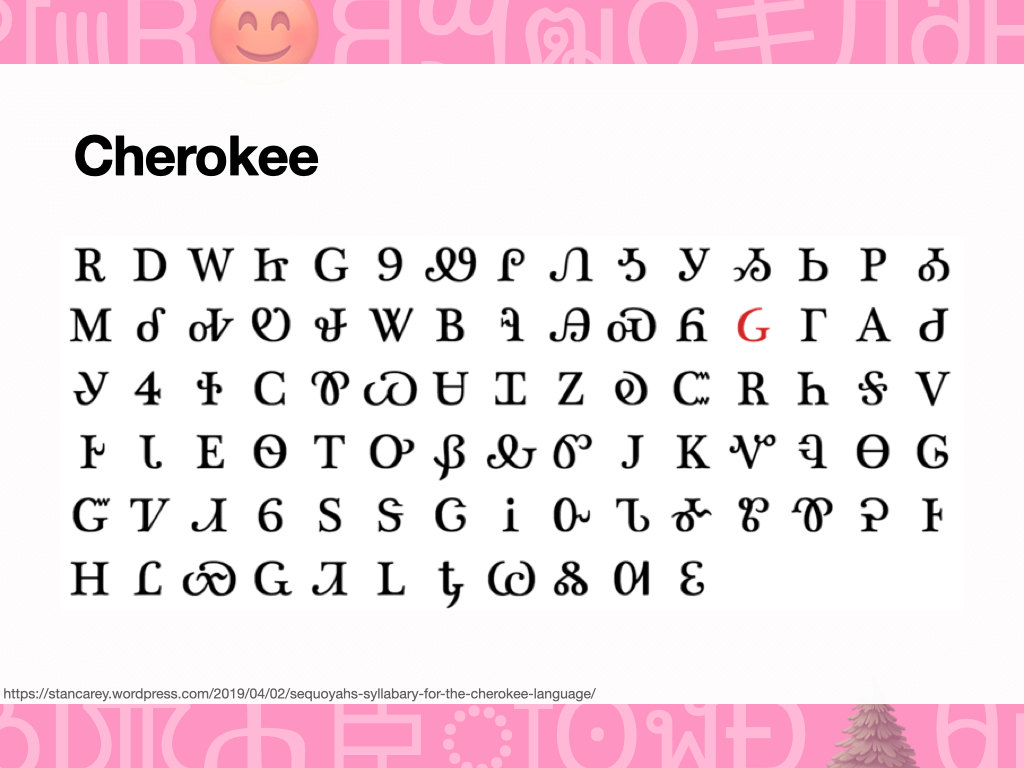 Cherokee
Ꭱ Ꭰ Ꮃ Ꮵ Ꮐ Ꮽ Ꮺ Ꮅ Ꮑ Ꮌ Ꭹ Ᏹ Ꮟ Ꮲ Ꮉ
Ꮇ Ꮄ Ꮼ Ꮤ Ᏼ Ꭿ Ꮝ Ᏺ Ᏻ Ꮁ Ꭺ Ꮷ
Ꮍ Ꮞ Ꮠ Ꮯ Ꮘ Ꮗ Ꮜ Ꮖ Ꮓ Ꮸ Ꮢ Ꮒ Ꭶ Ꮩ
Ꭸ Ꮣ Ꭼ Ꮎ Ꭲ Ꭴ Ᏸ Ꮂ Ꮡ Ꭻ Ꮶ Ꮙ Ꮔ Ꮻ Ꮆ
Ꮴ Ꮧ Ꮾ Ꮪ Ꮥ Ꮳ Ꭵ Ꮕ Ꮦ Ꮱ Ꮀ
Ꮋ Ꮮ Ꮿ Ꮹ Ꮨ Ꮭ Ꮏ Ꮬ Ꮊ Ꮛ
https://stancarey.wordpress.com/2019/04/02/sequoyahs-syllabary-for-the-cherokee-language/